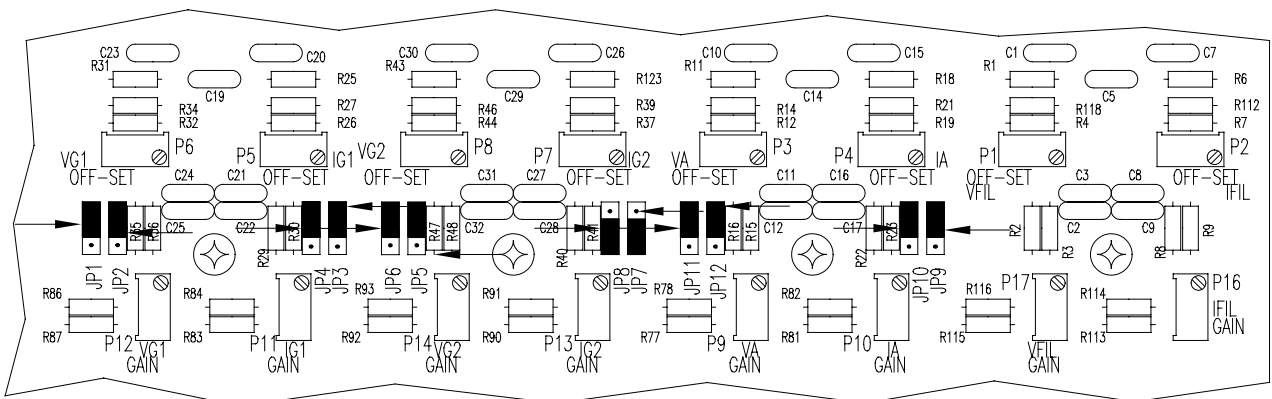 C23 C20 C30 C26 C10 C15 C1 C7
R31 R25 R43 R123 R11 R18 R1 R6
C19 C29 C14 C5
R34 R27 R46 R39 R14 R21 R118 R112
R32 R26 R44 R37 R12 R19 R4 R7
VG1 P6 P5 IG1 VG2 P8 P7 IG2 VA P3 P4 IA P1 P2
OFF-SET OFF-SET OFF-SET OFF-SET OFF-SET OFF-SET OFF-SET OFF-SET
VFIL IFIL
C24 C21 C31 C27 C11 C16 C3 C8
C25 C22 C32 C28 C12 C17 C2 C9
R29 R30 R47 R48 R40 R16 R15 R22 R2 R3 R8 R9
JP1 JP2 JP4 JP3 JP6 JP5 JP8 JP7 JP11 JP12 JP10 JP9
R86 R84 R93 R91 R78 R82 R116 P17 R114 P16
R87 R83 R92 R90 R77 R81 R115 R113
IFIL
GAIN
P12 P11 P14 P13 P9 P10
VG1 IG1 VG2 IG2 VA IA VFIL
GAIN GAIN GAIN GAIN GAIN GAIN GAIN